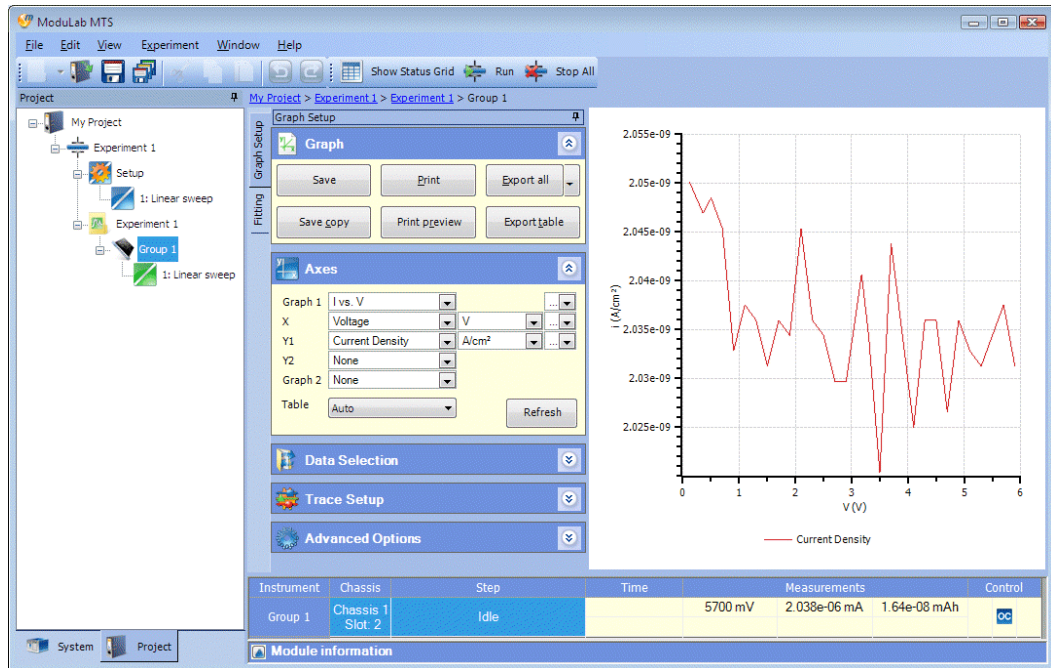 ModuLab MTS
File Edit View Experiment Window Help
Show Status Grid Run Stop All
Project
My Project > Experiment 1 > Experiment 1 > Group 1
My Project
Experiment 1
Setup
1: Linear sweep
Experiment 1
Group 1
1: Linear sweep
Graph Setup
Fitting
Graph Setup
Graph
Save Print Export all
Save copy Print preview Export table
Axes
Graph 1 I vs. V ...
X Voltage V ...
Y1 Current Density A/cm² ...
Y2 None
Graph 2 None
Table Auto Refresh
Data Selection
Trace Setup
Advanced Options
2.055e-09
2.05e-09
2.045e-09
2.04e-09
2.035e-09
2.03e-09
2.025e-09
i (A/cm²)
0 1 2 3 4 5 6
V (V)
Current Density
Instrument Chassis Step Time Measurements Control
Group 1 Chassis 1 Slot: 2 Idle 5700 mV 2.038e-06 mA 1.64e-08 mAh OC
Module information
System Project